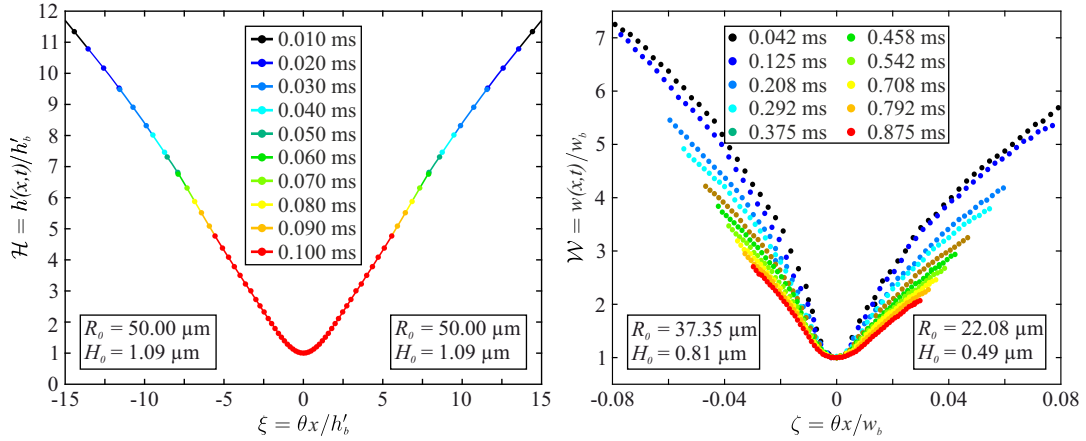 12
11
10
9
8
7
6
5
4
3
2
1
0
ℋ = h′(x,t)/h′_b
-15
-10
-5
0
5
10
15
ξ = θx/h′_b
0.010 ms
0.020 ms
0.030 ms
0.040 ms
0.050 ms
0.060 ms
0.070 ms
0.080 ms
0.090 ms
0.100 ms
R_0 = 50.00 µm
H_0 = 1.09 µm
R_0 = 50.00 µm
H_0 = 1.09 µm
7
6
5
4
3
2
1
𝒲 = w(x,t)/w_b
-0.08
-0.04
0
0.04
0.08
ζ = θx/w_b
0.042 ms
0.125 ms
0.208 ms
0.292 ms
0.375 ms
0.458 ms
0.542 ms
0.708 ms
0.792 ms
0.875 ms
R_0 = 37.35 µm
H_0 = 0.81 µm
R_0 = 22.08 µm
H_0 = 0.49 µm